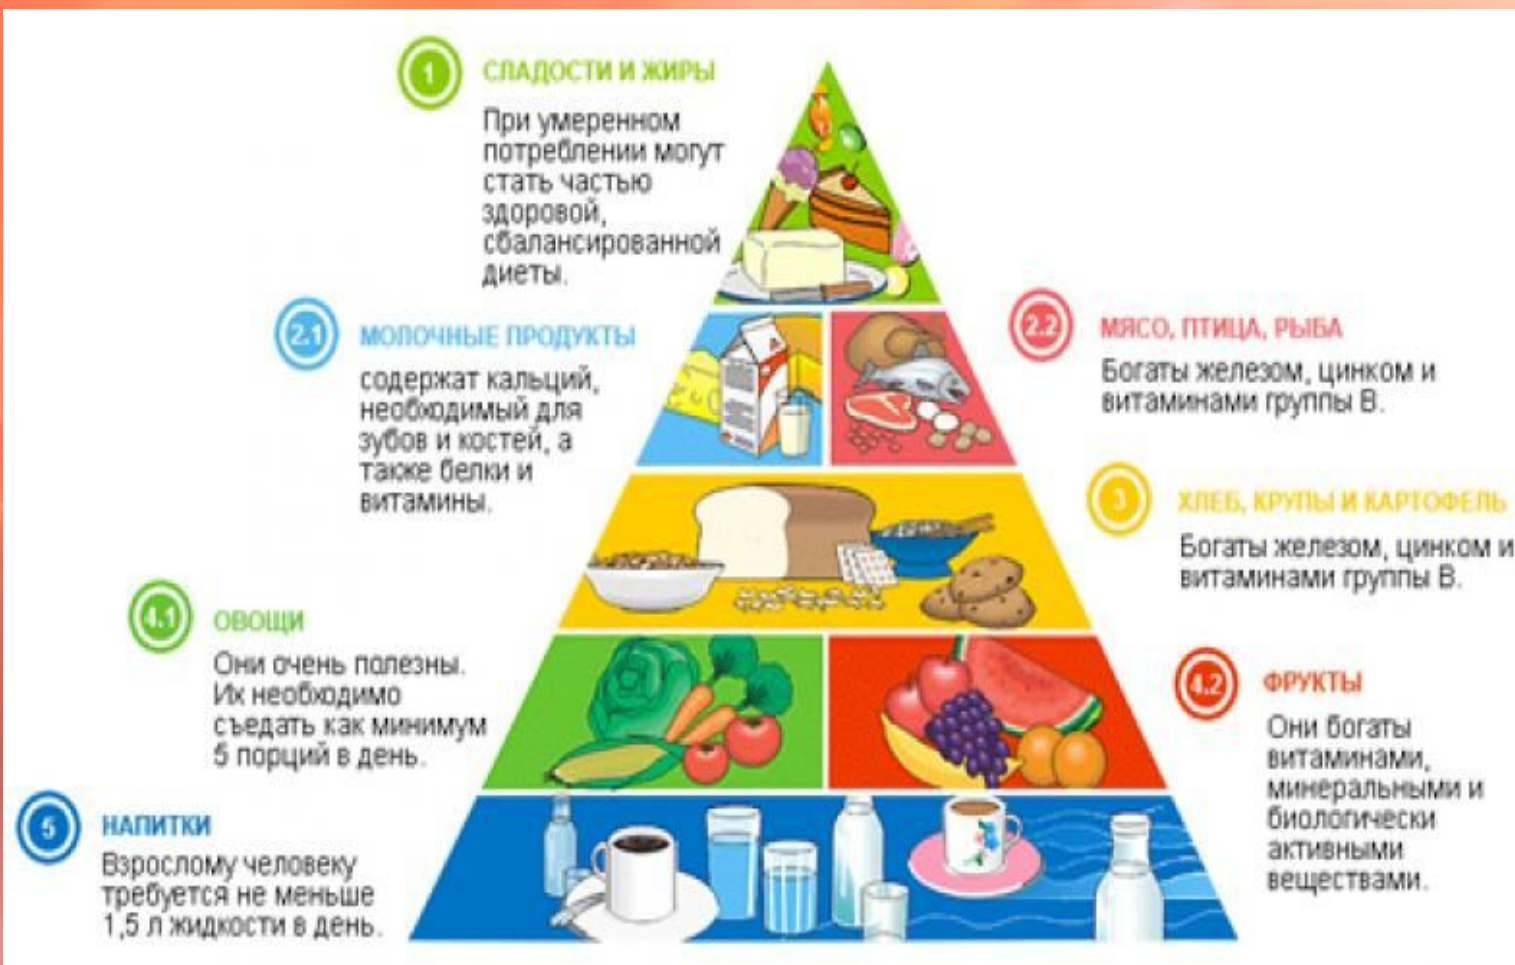 1
СЛАДОСТИ И ЖИРЫ
При умеренном
потреблении могут
стать частью
здоровой,
сбалансированной
диеты.
2.1
МОЛОЧНЫЕ ПРОДУКТЫ
содержат кальций,
необходимый для
зубов и костей, а
также белки и
витамины.
2.2
МЯСО, ПТИЦА, РЫБА
Богаты железом, цинком и
витаминами группы В.
3
ХЛЕБ, КРУПЫ И КАРТОФЕЛЬ
Богаты железом, цинком и
витаминами группы В.
4.1
ОВОЩИ
Они очень полезны.
Их необходимо
съедать как минимум
5 порций в день.
4.2
ФРУКТЫ
Они богаты
витаминами,
минеральными и
биологически
активными
веществами.
5
НАПИТКИ
Взрослому человеку
требуется не меньше
1,5 л жидкости в день.